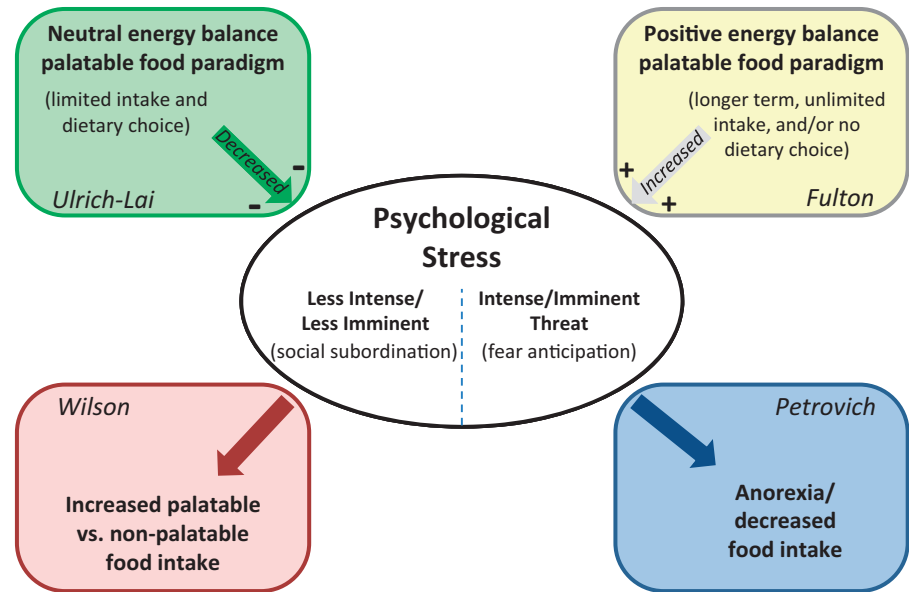 Neutral energy balance
palatable food paradigm
(limited intake and
dietary choice)
Decreased
-
-
Ulrich-Lai
Positive energy balance
palatable food paradigm
(longer term, unlimited
intake, and/or no
dietary choice)
Increased
+
+
Fulton
Psychological
Stress
Less Intense/
Less Imminent
(social subordination)
Intense/Imminent
Threat
(fear anticipation)
Wilson
Increased palatable
vs. non-palatable
food intake
Petrovich
Anorexia/
decreased
food intake